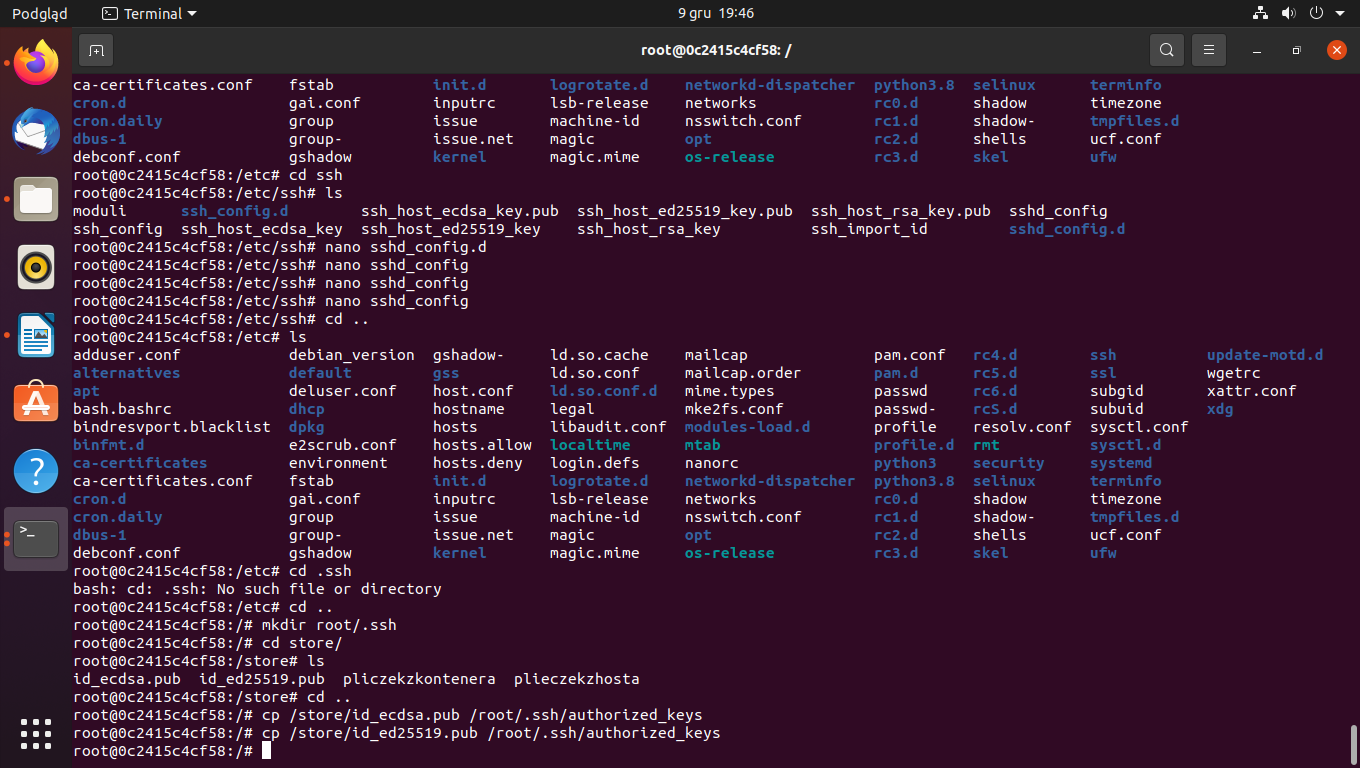 Podgląd Terminal 9 gru 19:46
root@0c2415c4cf58: /
ca-certificates.conf fstab init.d logrotate.d networkd-dispatcher python3.8 selinux terminfo
cron.d gai.conf inputrc lsb-release networks rc0.d shadow timezone
cron.daily group issue machine-id nsswitch.conf rc1.d shadow- tmpfiles.d
dbus-1 group- issue.net magic opt rc2.d shells ucf.conf
debconf.conf gshadow kernel magic.mime os-release rc3.d skel ufw
root@0c2415c4cf58:/etc# cd ssh
root@0c2415c4cf58:/etc/ssh# ls
moduli ssh_config.d ssh_host_ecdsa_key.pub ssh_host_ed25519_key.pub ssh_host_rsa_key.pub sshd_config
ssh_config ssh_host_ecdsa_key ssh_host_ed25519_key ssh_host_rsa_key ssh_import_id sshd_config.d
root@0c2415c4cf58:/etc/ssh# nano sshd_config.d
root@0c2415c4cf58:/etc/ssh# nano sshd_config
root@0c2415c4cf58:/etc/ssh# nano sshd_config
root@0c2415c4cf58:/etc/ssh# nano sshd_config
root@0c2415c4cf58:/etc/ssh# cd ..
root@0c2415c4cf58:/etc# ls
adduser.conf debian_version gshadow- ld.so.cache mailcap pam.conf rc4.d ssh update-motd.d
alternatives default gss ld.so.conf mailcap.order pam.d rc5.d ssl wgetrc
apt deluser.conf host.conf ld.so.conf.d mime.types passwd rc6.d subgid xattr.conf
bash.bashrc dhcp hostname legal mke2fs.conf passwd- rcS.d subuid xdg
bindresvport.blacklist dpkg hosts libaudit.conf modules-load.d profile resolv.conf sysctl.conf
binfmt.d e2scrub.conf hosts.allow localtime mtab profile.d rmt sysctl.d
ca-certificates environment hosts.deny login.defs nanorc python3 security systemd
ca-certificates.conf fstab init.d logrotate.d networkd-dispatcher python3.8 selinux terminfo
cron.d gai.conf inputrc lsb-release networks rc0.d shadow timezone
cron.daily group issue machine-id nsswitch.conf rc1.d shadow- tmpfiles.d
dbus-1 group- issue.net magic opt rc2.d shells ucf.conf
debconf.conf gshadow kernel magic.mime os-release rc3.d skel ufw
root@0c2415c4cf58:/etc# cd .ssh
bash: cd: .ssh: No such file or directory
root@0c2415c4cf58:/etc# cd ..
root@0c2415c4cf58:/# mkdir root/.ssh
root@0c2415c4cf58:/# cd store/
root@0c2415c4cf58:/store# ls
id_ecdsa.pub id_ed25519.pub pliczekzkontenera plieczekzhosta
root@0c2415c4cf58:/store# cd ..
root@0c2415c4cf58:/# cp /store/id_ecdsa.pub /root/.ssh/authorized_keys
root@0c2415c4cf58:/# cp /store/id_ed25519.pub /root/.ssh/authorized_keys
root@0c2415c4cf58:/#